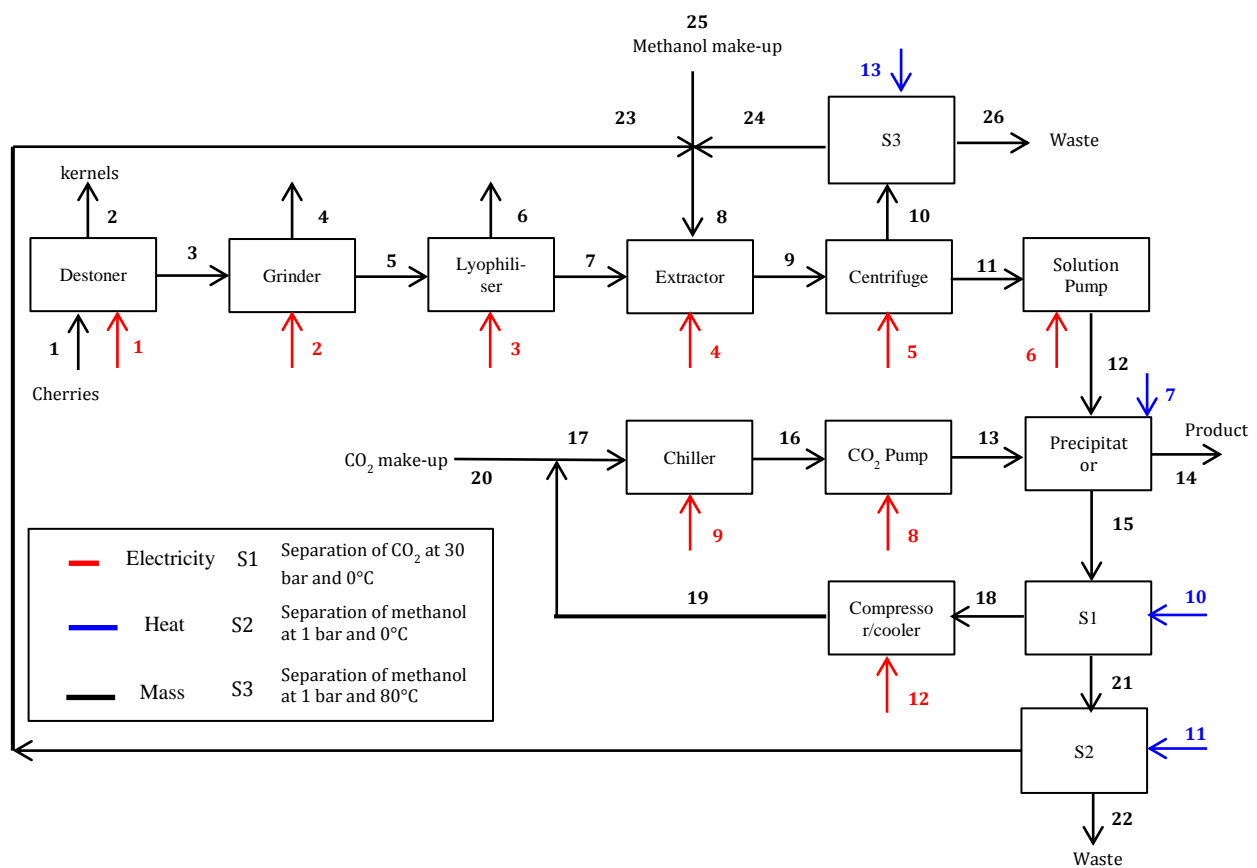 25
Methanol make-up
13
23
24
S3
26
Waste
kernels
2
4
6
8
10
Destoner
3
Grinder
5
Lyophili-
ser
7
Extractor
9
Centrifuge
11
Solution
Pump
1
1
2
3
4
5
6
12
Cherries
7
CO2 make-up
20
17
Chiller
16
CO2 Pump
13
Precipitat
or
Product
14
9
8
15
Electricity
S1
Separation of CO2 at 30
bar and 0°C
Heat
S2
Separation of methanol
at 1 bar and 0°C
Mass
S3
Separation of methanol
at 1 bar and 80°C
19
Compresso
r/cooler
18
S1
10
12
21
S2
11
22
Waste